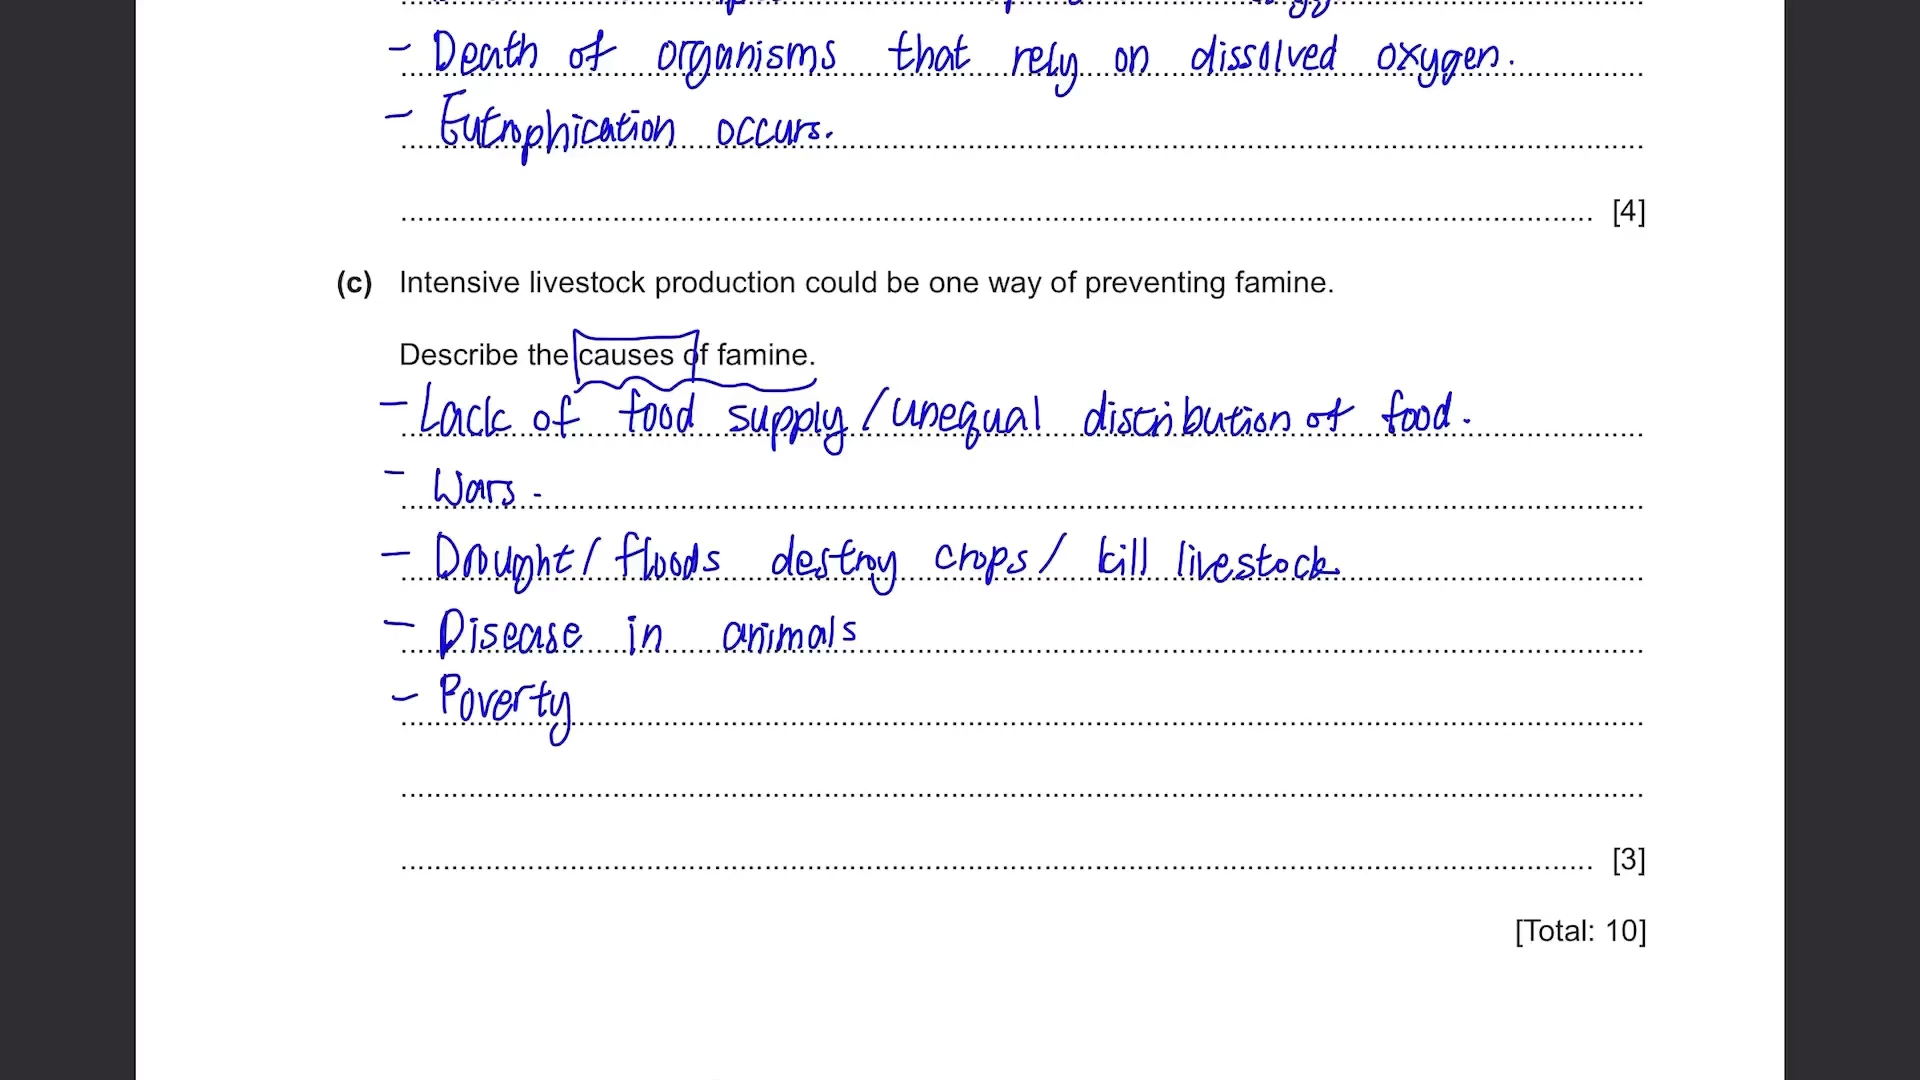 - Death of organisms that rely on dissolved oxygen.
- Eutrophication occurs.
[4]
(c) Intensive livestock production could be one way of preventing famine.
Describe the causes of famine.
- Lack of food supply / unequal distribution of food.
- Wars.
- Drought / floods destroy crops / kill livestock
- Disease in animals
- Poverty
[3]
[Total: 10]